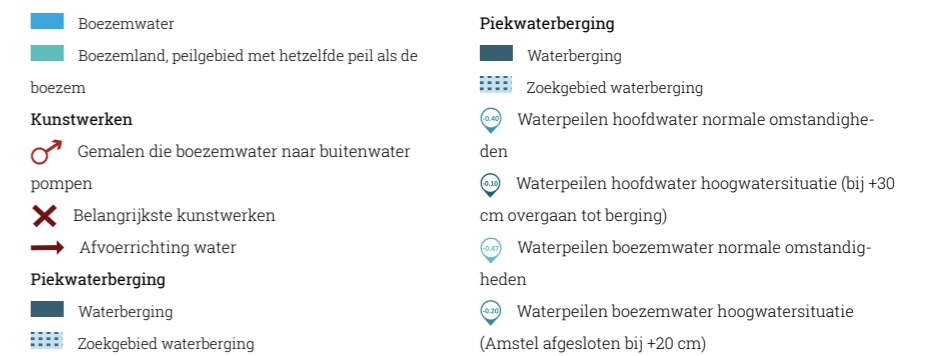 Boezemwater
Boezemland, peilgebied met hetzelfde peil als de
boezem
Kunstwerken
Gemalen die boezemwater naar buitenwater
pompen
Belangrijkste kunstwerken
Afvoerrichting water
Piekwaterberging
Waterberging
Zoekgebied waterberging
Piekwaterberging
Waterberging
Zoekgebied waterberging
-0.40 Waterpeilen hoofdwater normale omstandighe-
den
-0.10 Waterpeilen hoofdwater hoogwatersituatie (bij +30
cm overgaan tot berging)
-0.47 Waterpeilen boezemwater normale omstandig-
heden
-0.20 Waterpeilen boezemwater hoogwatersituatie
(Amstel afgesloten bij +20 cm)